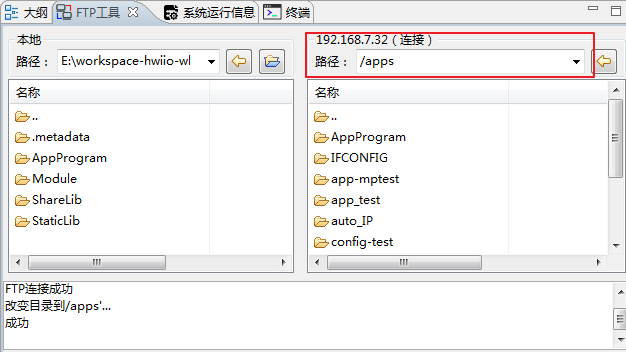 大纲 FTP工具 系统运行信息 终端
本地
路径： E:\workspace-hwiio-wl
名称
..
.metadata
AppProgram
Module
ShareLib
StaticLib
192.168.7.32（连接）
路径： /apps
名称
..
AppProgram
IFCONFIG
app-mptest
app_test
auto_IP
config-test
FTP连接成功
改变目录到/apps'...
成功